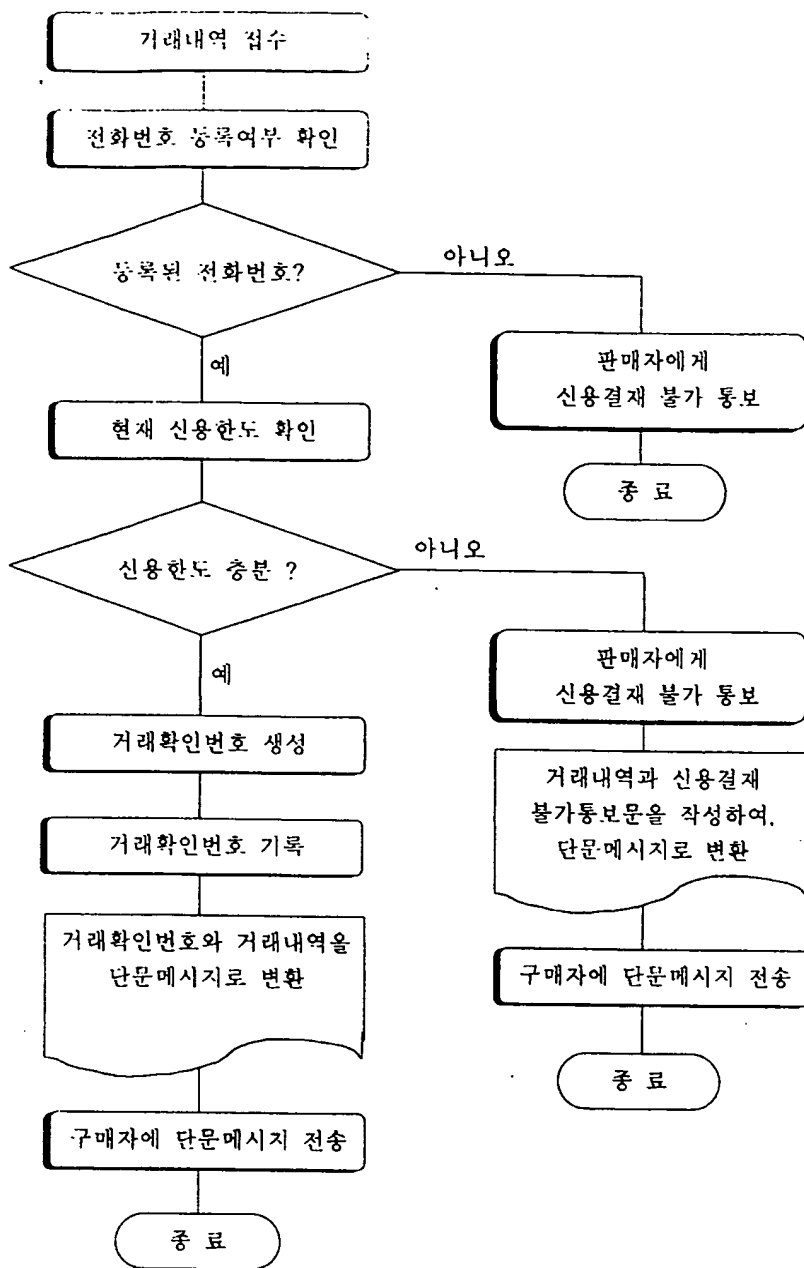 거래내역 접수
전화번호 등록여부 확인
등록된 전화번호?
아니오
예
판매자에게
신용결재 불가 통보
종 료
현재 신용한도 확인
신용한도 충분 ?
아니오
예
판매자에게
신용결재 불가 통보
거래내역과 신용결재
불가통보문을 작성하여,
단문메시지로 변환
구매자에 단문메시지 전송
종 료
거래확인번호 생성
거래확인번호 기록
거래확인번호와 거래내역을
단문메시지로 변환
구매자에 단문메시지 전송
종 료